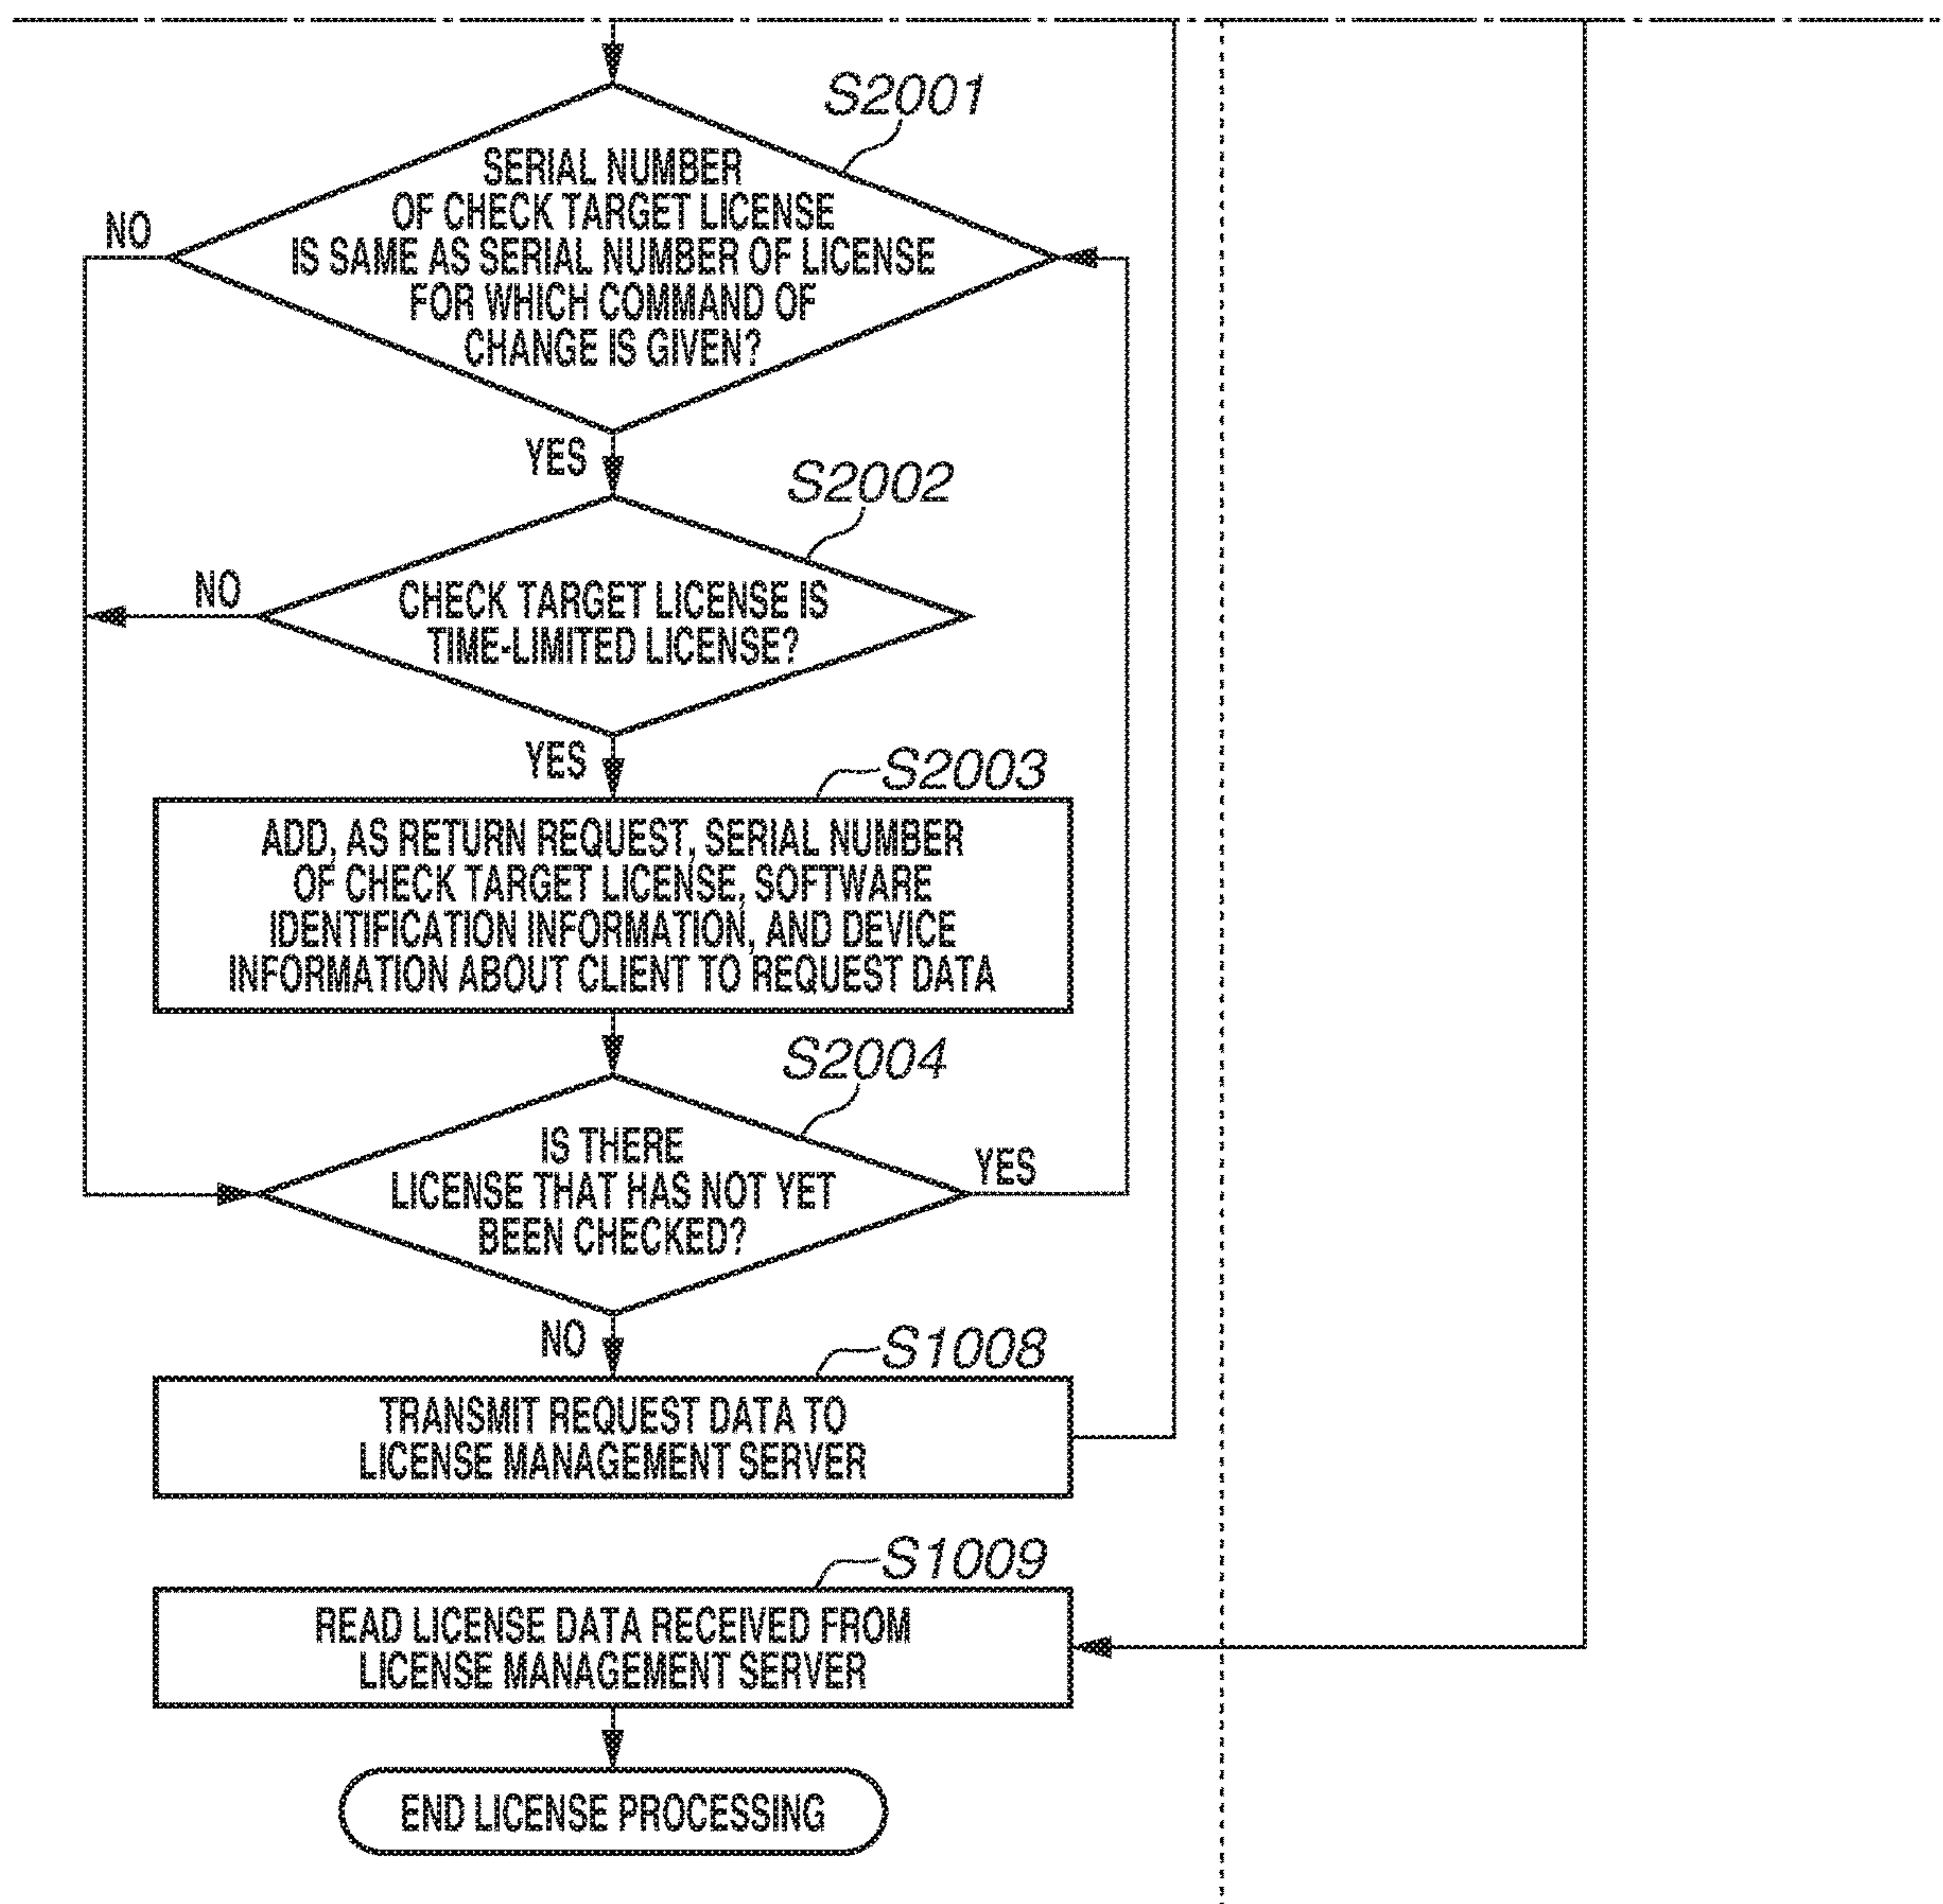 S2001
SERIAL NUMBER
OF CHECK TARGET LICENSE
IS SAME AS SERIAL NUMBER OF LICENSE
FOR WHICH COMMAND OF
CHANGE IS GIVEN?
NO
YES
S2002
CHECK TARGET LICENSE IS
TIME-LIMITED LICENSE?
NO
YES
S2003
ADD, AS RETURN REQUEST, SERIAL NUMBER
OF CHECK TARGET LICENSE, SOFTWARE
IDENTIFICATION INFORMATION, AND DEVICE
INFORMATION ABOUT CLIENT TO REQUEST DATA
S2004
IS THERE
LICENSE THAT HAS NOT YET
BEEN CHECKED?
YES
NO
S1008
TRANSMIT REQUEST DATA TO
LICENSE MANAGEMENT SERVER
S1009
READ LICENSE DATA RECEIVED FROM
LICENSE MANAGEMENT SERVER
END LICENSE PROCESSING